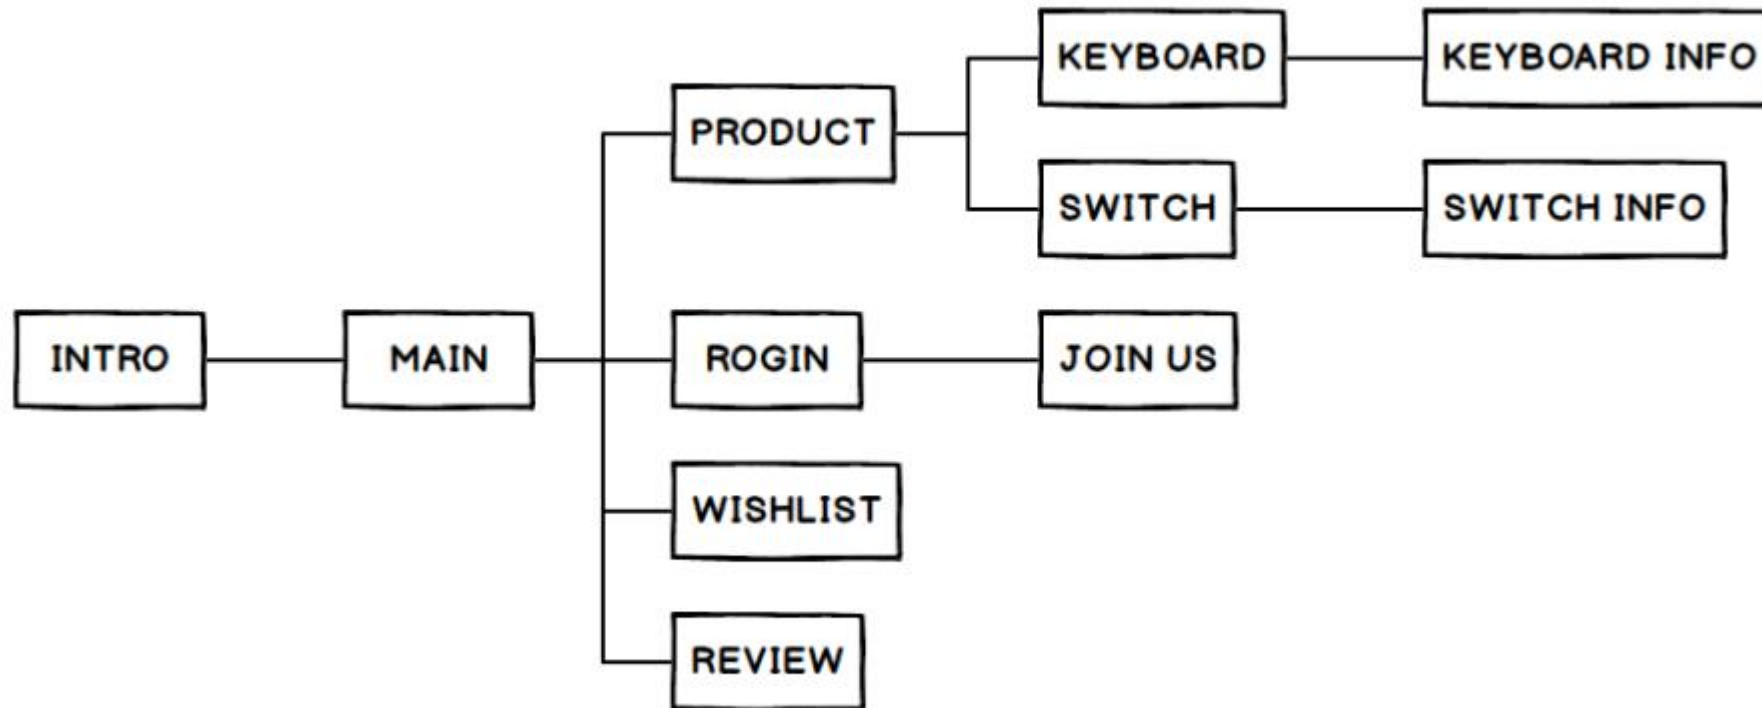 KEYBOARD
KEYBOARD INFO
PRODUCT
SWITCH
SWITCH INFO
INTRO
MAIN
ROGIN
JOIN US
WISHLIST
REVIEW